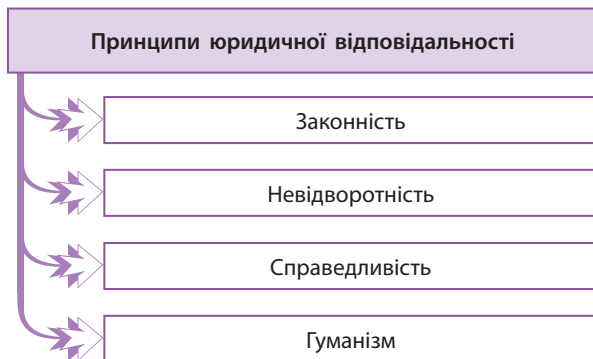 Принципи юридичної відповідальності
Законність
Невідворотність
Справедливість
Гуманізм